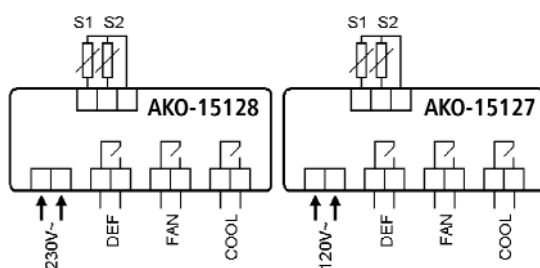 S1 S2
AKO-15128
230V~
DEF
FAN
COOL
S1 S2
AKO-15127
120V~
DEF
FAN
COOL